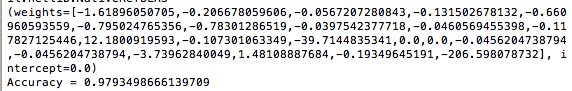 (weights=[-1.61896050705,-0.206678059606,-0.0567207280843,-0.131502678132,-0.660
960593559,-0.795024765356,-0.78301286519,-0.0397542377718,-0.0460569455398,-0.11
7827125446,12.1800919593,-0.107301063349,-39.7144835341,0.0,0.0,-0.0456204738794
,-0.0456204738794,-3.73962840049,1.48108887684,-0.19349645191,-206.598078732], i
ntercept=0.0)
Accuracy = 0.9793498666139709